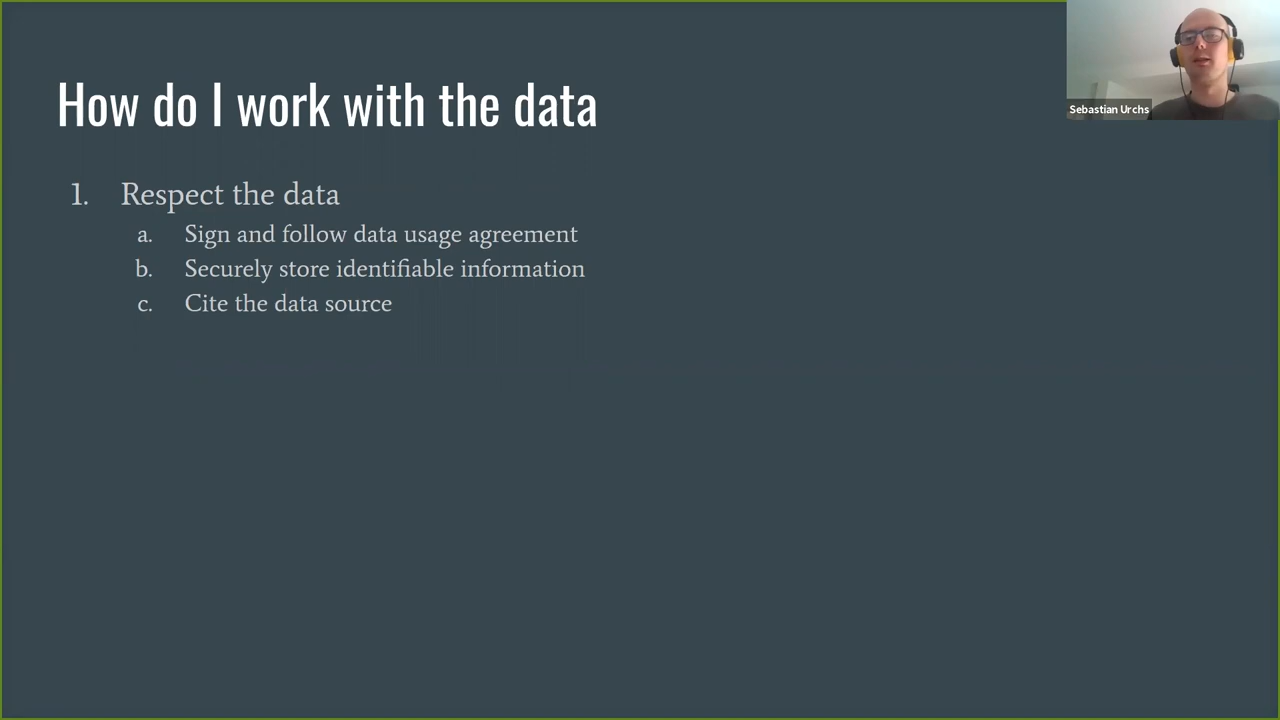 How do I work with the data
Sebastian Urchs
1. Respect the data
a. Sign and follow data usage agreement
b. Securely store identifiable information
c. Cite the data source